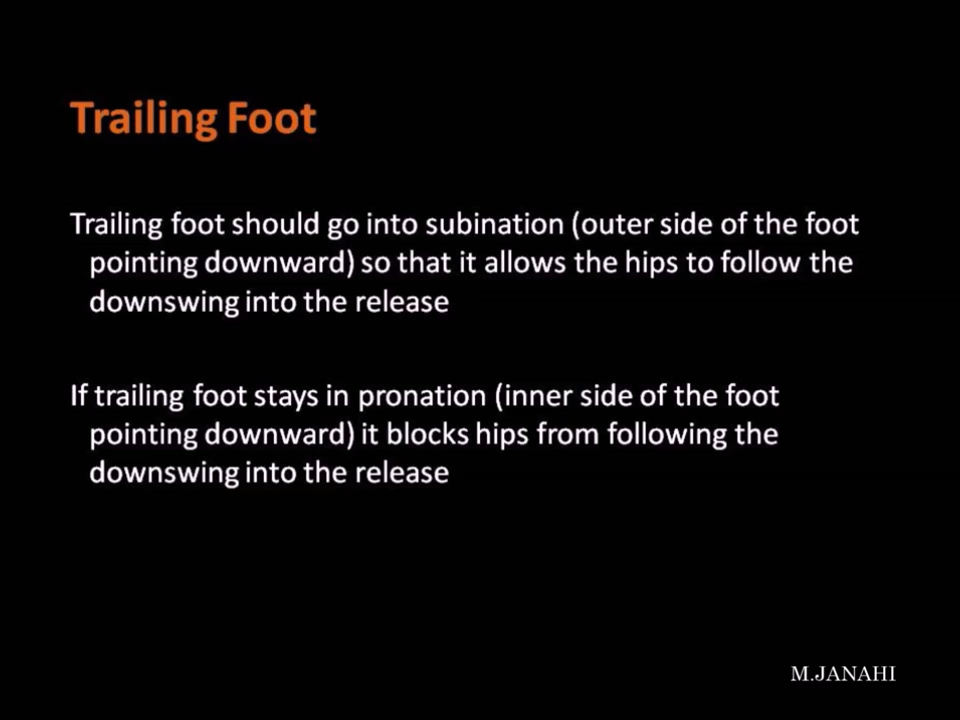 Trailing Foot
Trailing foot should go into subination (outer side of the foot
pointing downward) so that it allows the hips to follow the
downswing into the release
If trailing foot stays in pronation (inner side of the foot
pointing downward) it blocks hips from following the
downswing into the release
M.JANAHI